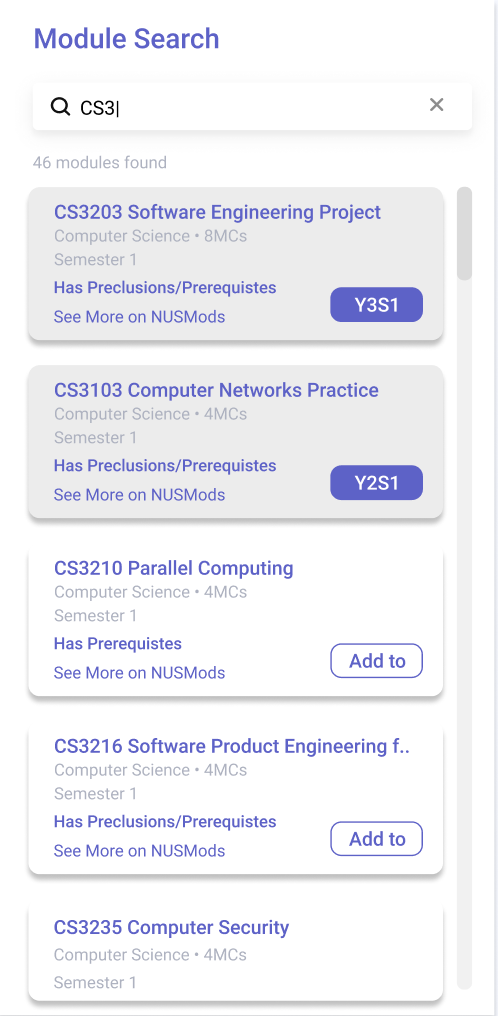 Module Search
CS3
46 modules found
CS3203 Software Engineering Project
Computer Science • 8MCs
Semester 1
Has Preclusions/Prerequistes
See More on NUSMods
Y3S1
CS3103 Computer Networks Practice
Computer Science • 4MCs
Semester 1
Has Preclusions/Prerequistes
See More on NUSMods
Y2S1
CS3210 Parallel Computing
Computer Science • 4MCs
Semester 1
Has Prerequistes
See More on NUSMods
Add to
CS3216 Software Product Engineering f..
Computer Science • 4MCs
Semester 1
Has Preclusions/Prerequistes
See More on NUSMods
Add to
CS3235 Computer Security
Computer Science • 4MCs
Semester 1